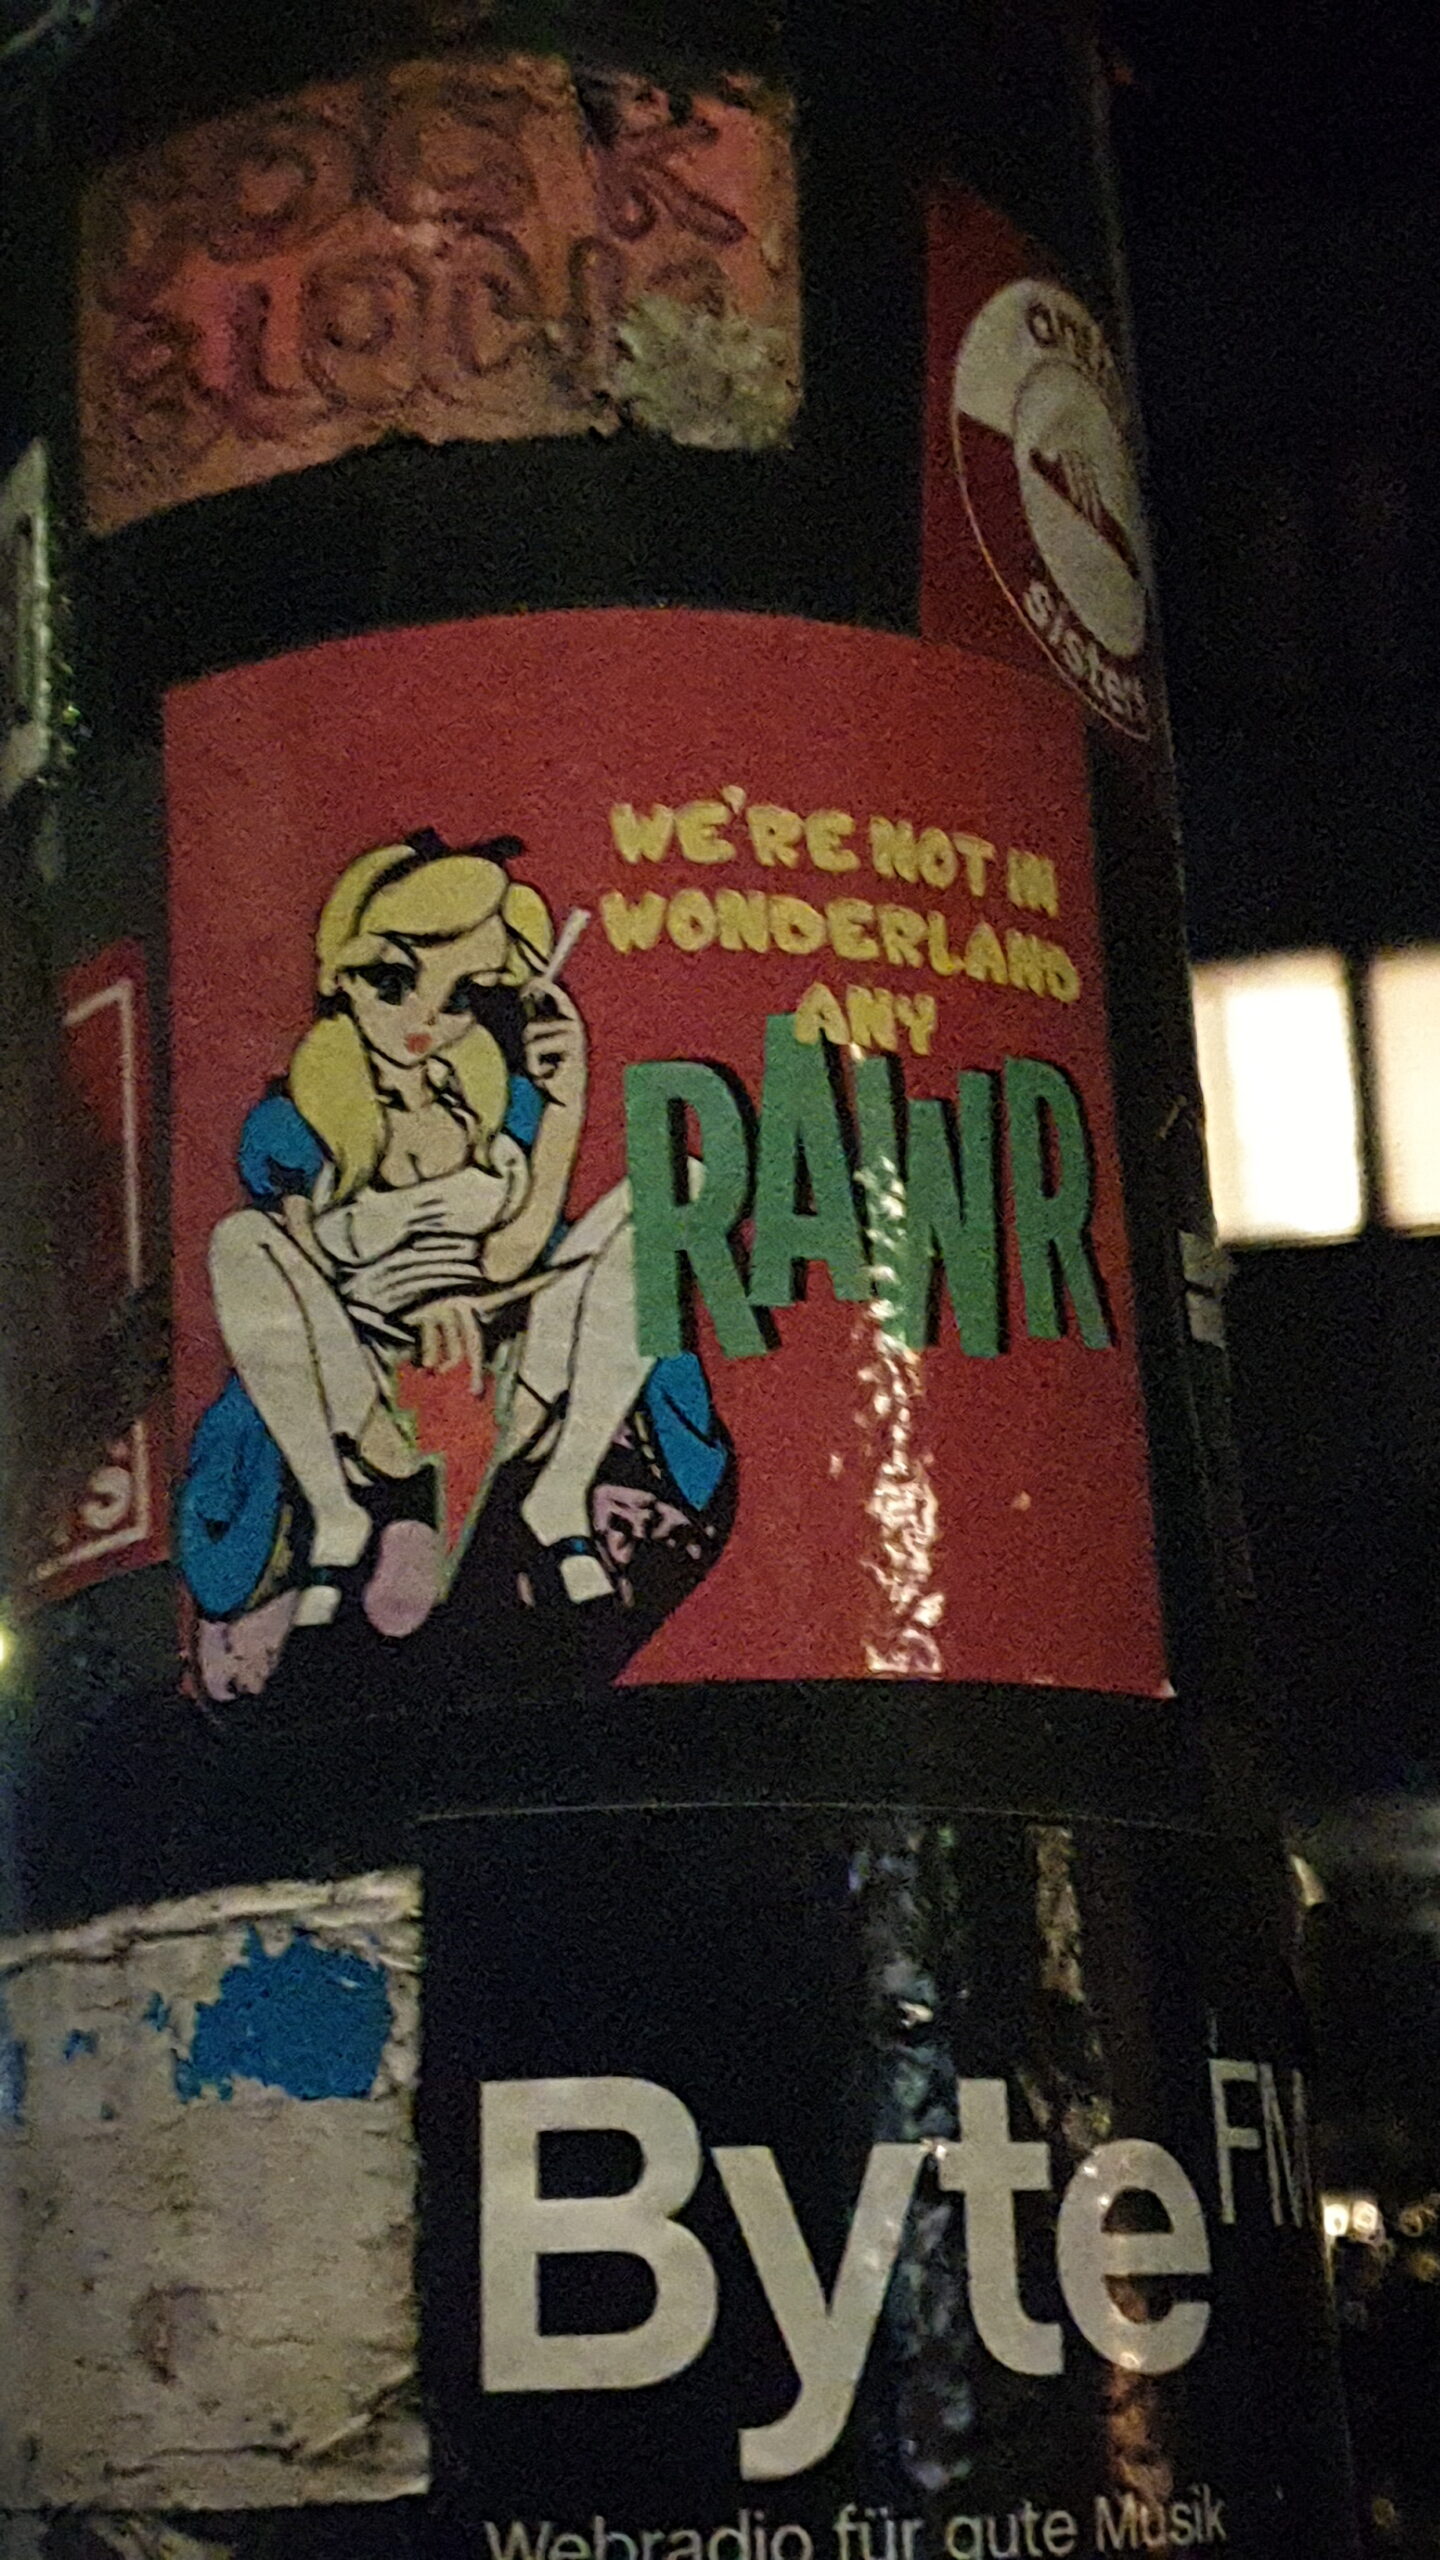 Sisters
WE'RE NOT IN
WONDERLAND
ANY
RAWR
Byte
FM
Webradio für gute Musik